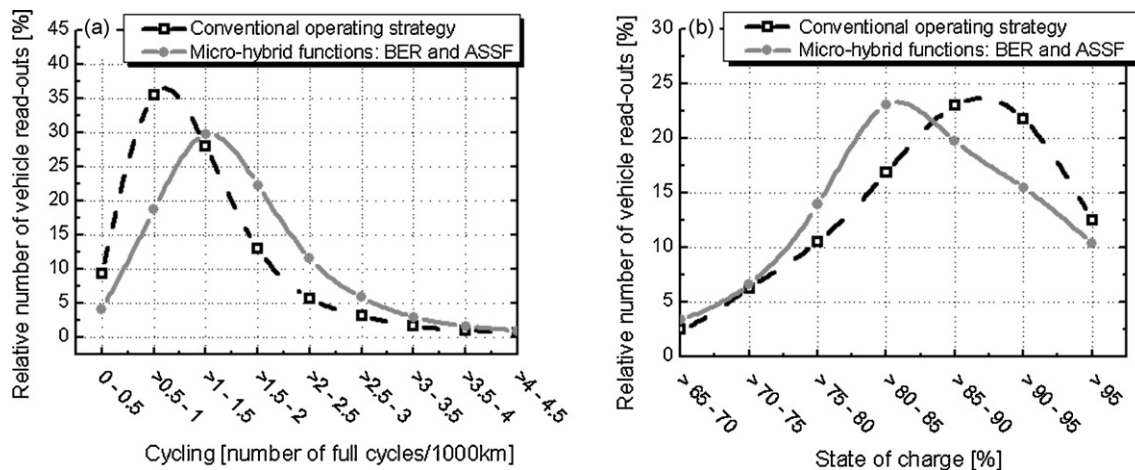 (a)
Conventional operating strategy
Micro-hybrid functions: BER and ASSF
Relative number of vehicle read-outs [%]
45
40
35
30
25
20
15
10
5
0
0 - 0.5
>0.5 - 1
>1 - 1.5
>1.5 - 2
>2 - 2.5
>2.5 - 3
>3 - 3.5
>3.5 - 4
>4 - 4.5
Cycling [number of full cycles/1000km]
(b)
Conventional operating strategy
Micro-hybrid functions: BER and ASSF
Relative number of vehicle read-outs [%]
30
25
20
15
10
5
0
> 65 - 70
> 70 - 75
> 75 - 80
> 80 - 85
> 85 - 90
> 90 - 95
> 95
State of charge [%]